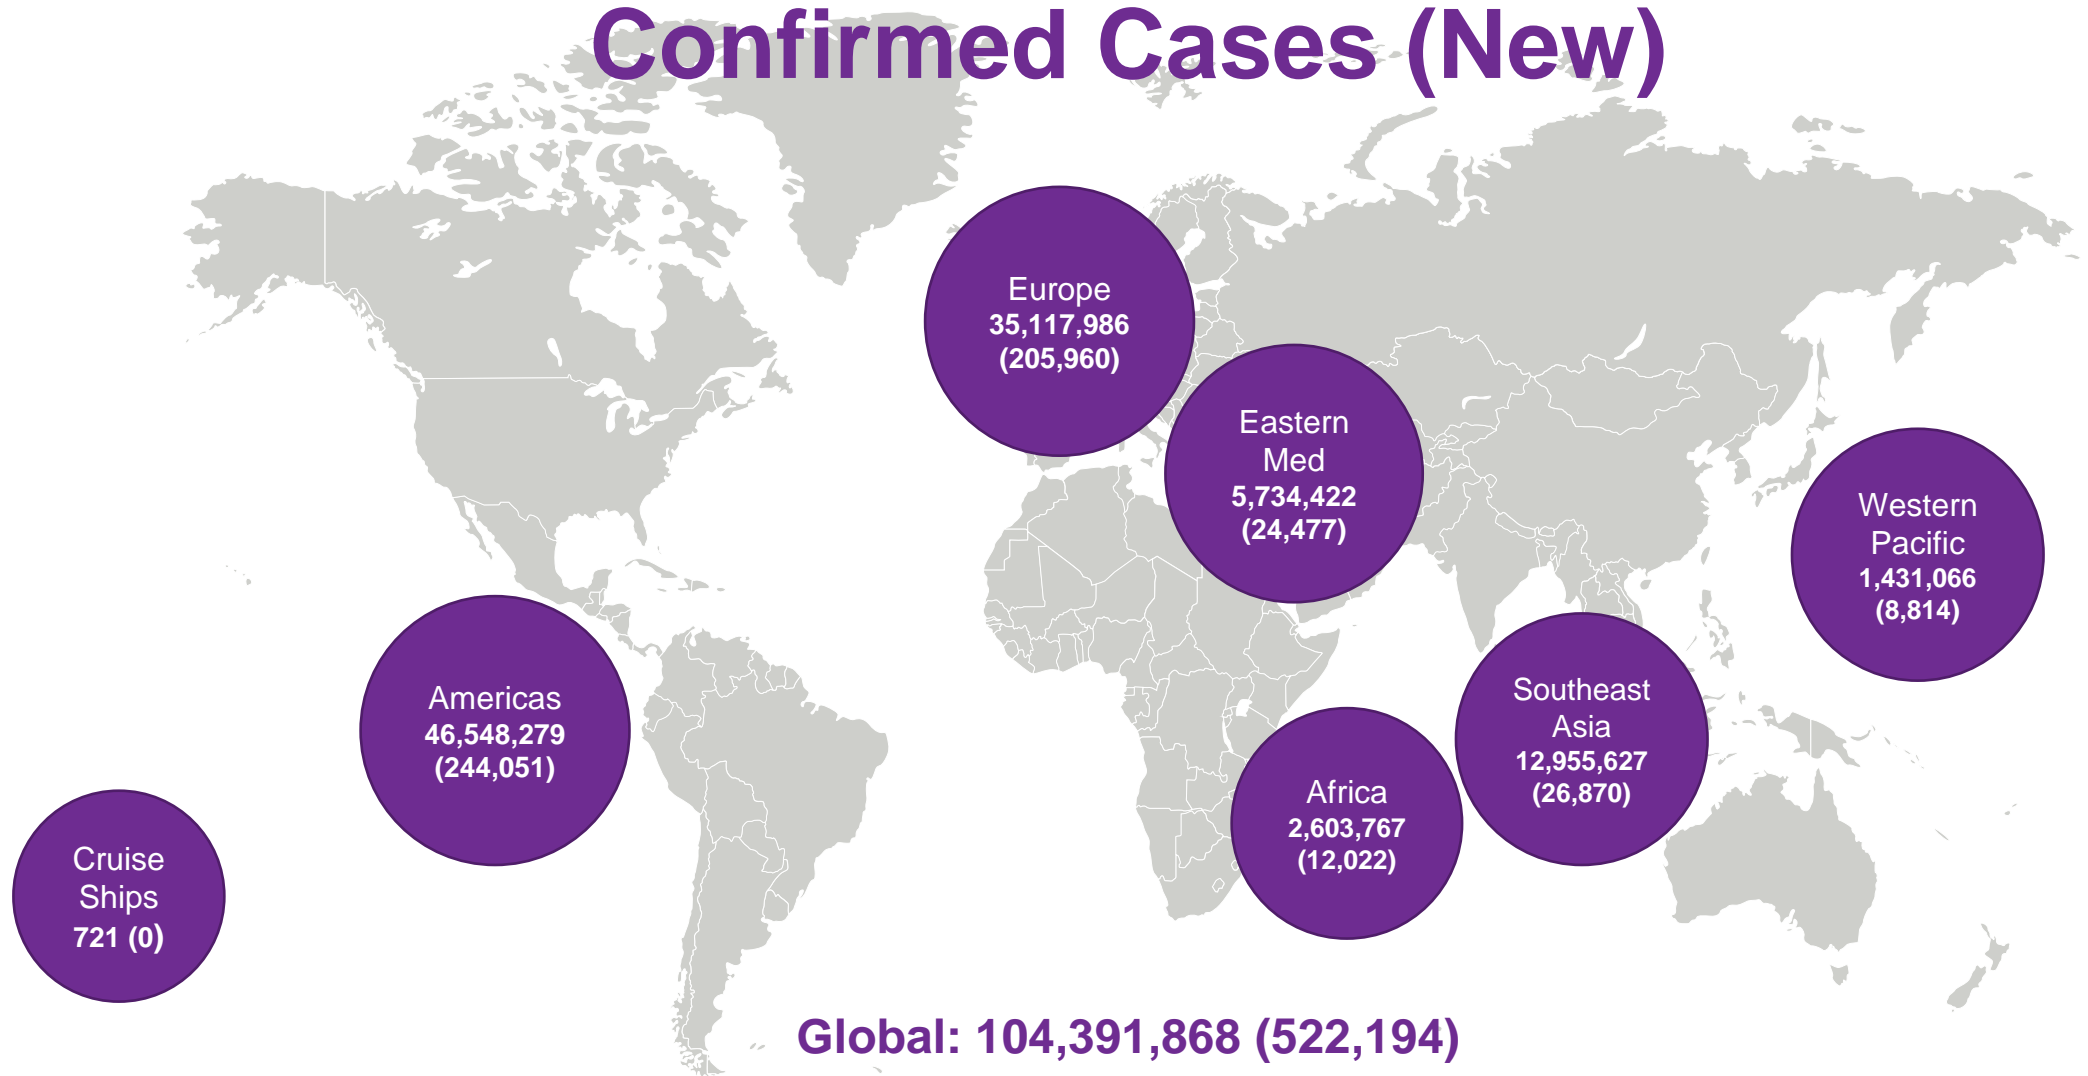 Confirmed Cases (New)
Europe
35,117,986
(205,960)
Eastern
Med
5,734,422
(24,477)
Western
Pacific
1,431,066
(8,814)
Americas
46,548,279
(244,051)
Southeast
Asia
12,955,627
(26,870)
Africa
2,603,767
(12,022)
Cruise
Ships
721 (0)
Global: 104,391,868 (522,194)